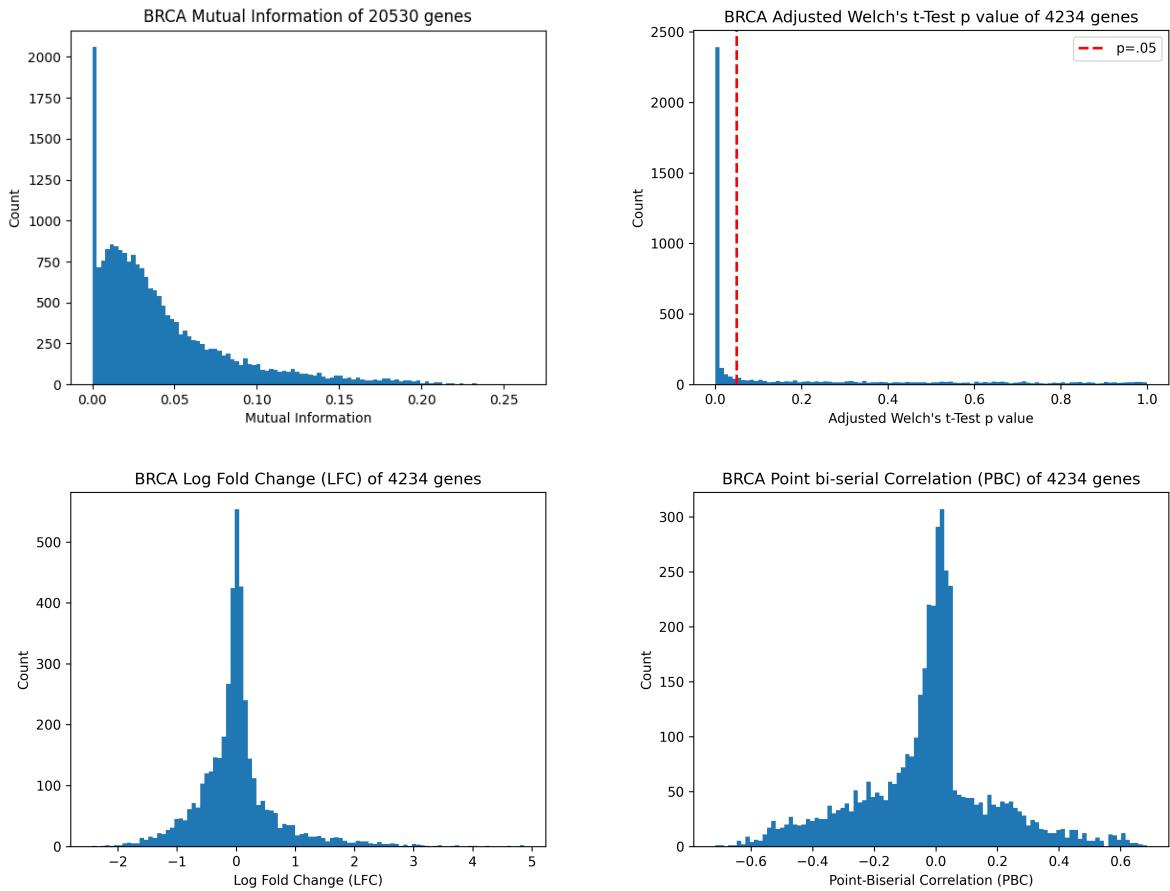 BRCA Mutual Information of 20530 genes
2000
1750
1500
1250
1000
750
500
250
0
Count
0.00 0.05 0.10 0.15 0.20 0.25
Mutual Information
BRCA Adjusted Welch's t-Test p value of 4234 genes
p=.05
2500
2000
1500
1000
500
0
Count
0.0 0.2 0.4 0.6 0.8 1.0
Adjusted Welch's t-Test p value
BRCA Log Fold Change (LFC) of 4234 genes
500
400
300
200
100
0
Count
−2 −1 0 1 2 3 4 5
Log Fold Change (LFC)
BRCA Point bi-serial Correlation (PBC) of 4234 genes
300
250
200
150
100
50
0
Count
−0.6 −0.4 −0.2 0.0 0.2 0.4 0.6
Point-Biserial Correlation (PBC)